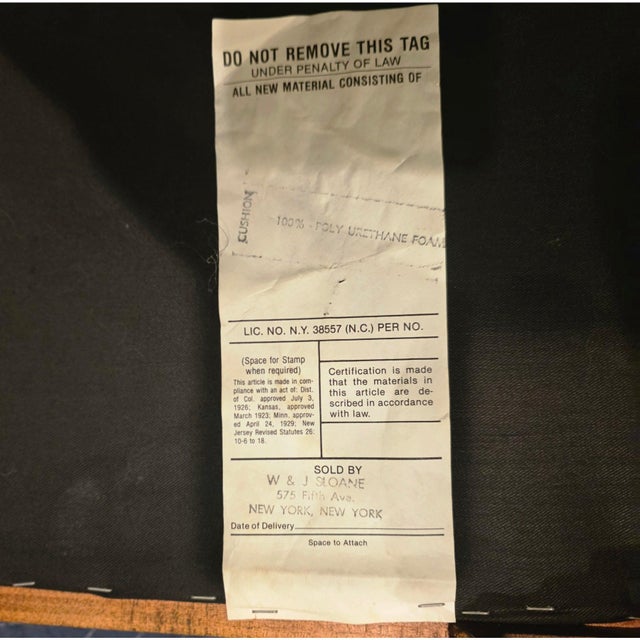 DO NOT REMOVE THIS TAG
UNDER PENALTY OF LAW
ALL NEW MATERIAL CONSISTING OF
CUSHION
100% - POLY URETHANE FOAM
LIC. NO. N.Y. 38557 (N.C.) PER NO.
(Space for Stamp
when required)
This article is made in com-
pliance with an act of: Dist.
of Col. approved July 3,
1926; Kansas, approved
March 1923; Minn. approv-
ed April 24, 1929; New
Jersey Revised Statutes 26:
10-6 to 18.
Certification is made
that the materials in
this article are de-
scribed in accordance
with law.
SOLD BY
W & J SLOANE
575 Fifth Ave.
NEW YORK, NEW YORK
Date of Delivery
Space to Attach